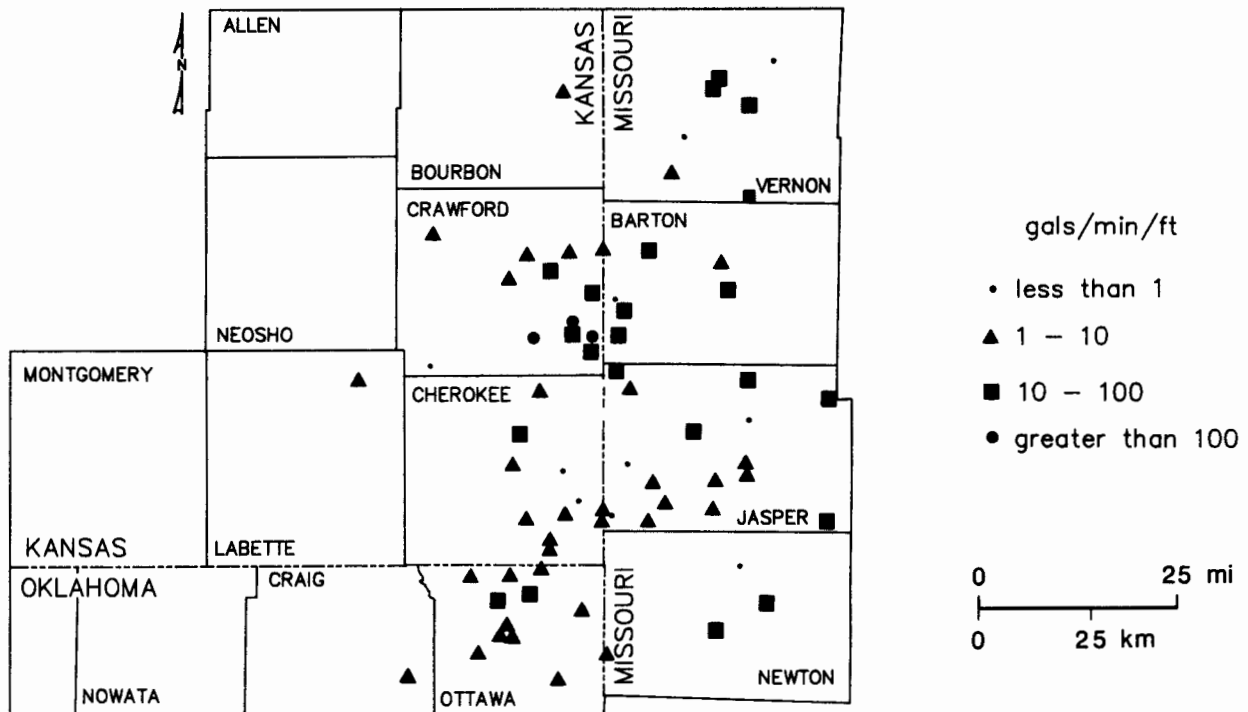 ALLEN
N
KANSAS
MISSOURI
BOURBON
VERNON
CRAWFORD
BARTON
gals/min/ft
less than 1
1 – 10
10 – 100
greater than 100
NEOSHO
MONTGOMERY
CHEROKEE
JASPER
KANSAS
LABETTE
OKLAHOMA
CRAIG
MISSOURI
0 25 mi
0 25 km
NOWATA
OTTAWA
NEWTON